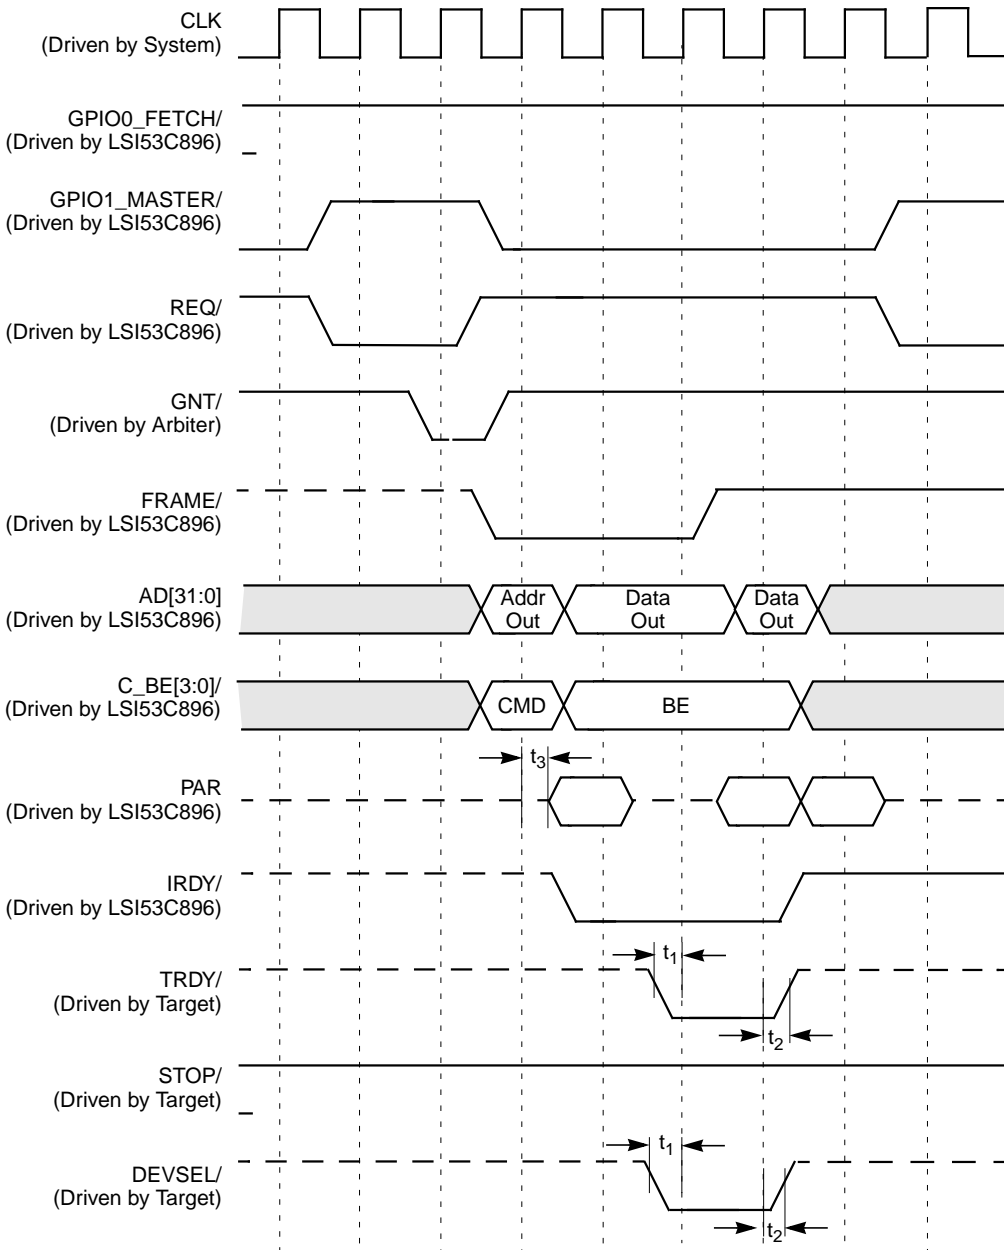 CLK
(Driven by System)
GPIO0_FETCH/
(Driven by LSI53C896)
GPIO1_MASTER/
(Driven by LSI53C896)
REQ/
(Driven by LSI53C896)
GNT/
(Driven by Arbiter)
FRAME/
(Driven by LSI53C896)
AD[31:0]
(Driven by LSI53C896)
Addr
Out
Data
Out
Data
Out
C_BE[3:0]/
(Driven by LSI53C896)
CMD
BE
t3
PAR
(Driven by LSI53C896)
IRDY/
(Driven by LSI53C896)
t1
TRDY/
(Driven by Target)
t2
STOP/
(Driven by Target)
t1
DEVSEL/
(Driven by Target)
t2